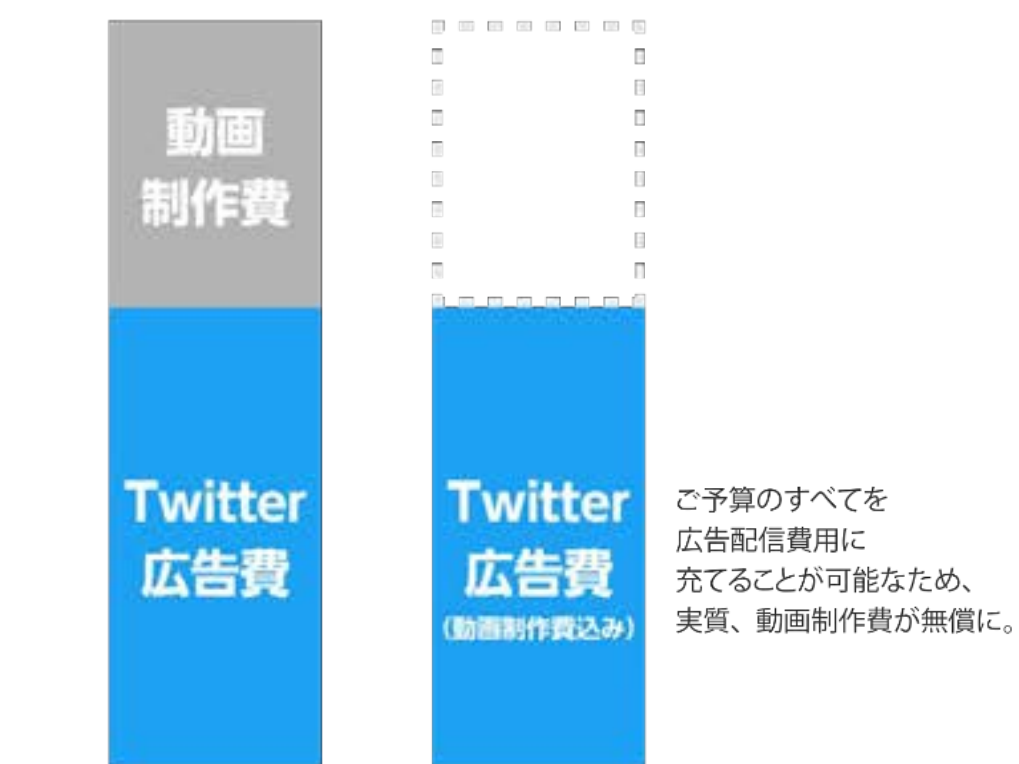 動画
制作費
Twitter
広告費
Twitter
広告費
(動画制作費込み)
ご予算のすべてを
広告配信費用に
充てることが可能なため、
実質、動画制作費が無償に。